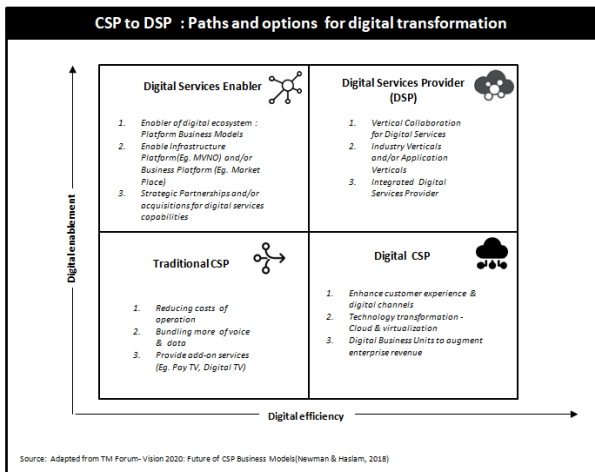 CSP to DSP : Paths and options for digital transformation
Digital Services Enabler
1. Enabler of digital ecosystem :
Platform Business Models
2. Enable Infrastructure
Platform(Eg. MVNO) and/or
Business Platform (Eg. Market
Place)
3. Strategic Partnerships and/or
acquisitions for digital services
capabilities
Digital Services Provider
(DSP)
1. Vertical Collaboration
for Digital Services
2. Industry Verticals
and/or Application
Verticals
3. Integrated Digital
Services Provider
Digital enablement
Traditional CSP
1. Reducing costs of
operation
2. Bundling more of voice
& data
3. Provide add-on services
(Eg. Pay TV, Digital TV)
Digital CSP
1. Enhance customer experience &
digital channels
2. Technology transformation -
Cloud & virtualization
3. Digital Business Units to augment
enterprise revenue
Digital efficiency
Source: Adapted from TM Forum- Vision 2020: Future of CSP Business Models(Newman & Haslam, 2018)